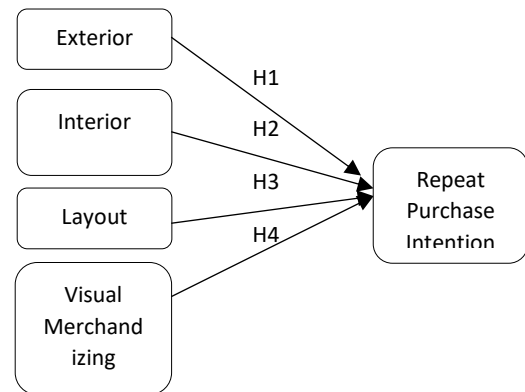 Exterior
H1
Interior
H2
H3
Layout
H4
Visual
Merchand
izing
Repeat
Purchase
Intention